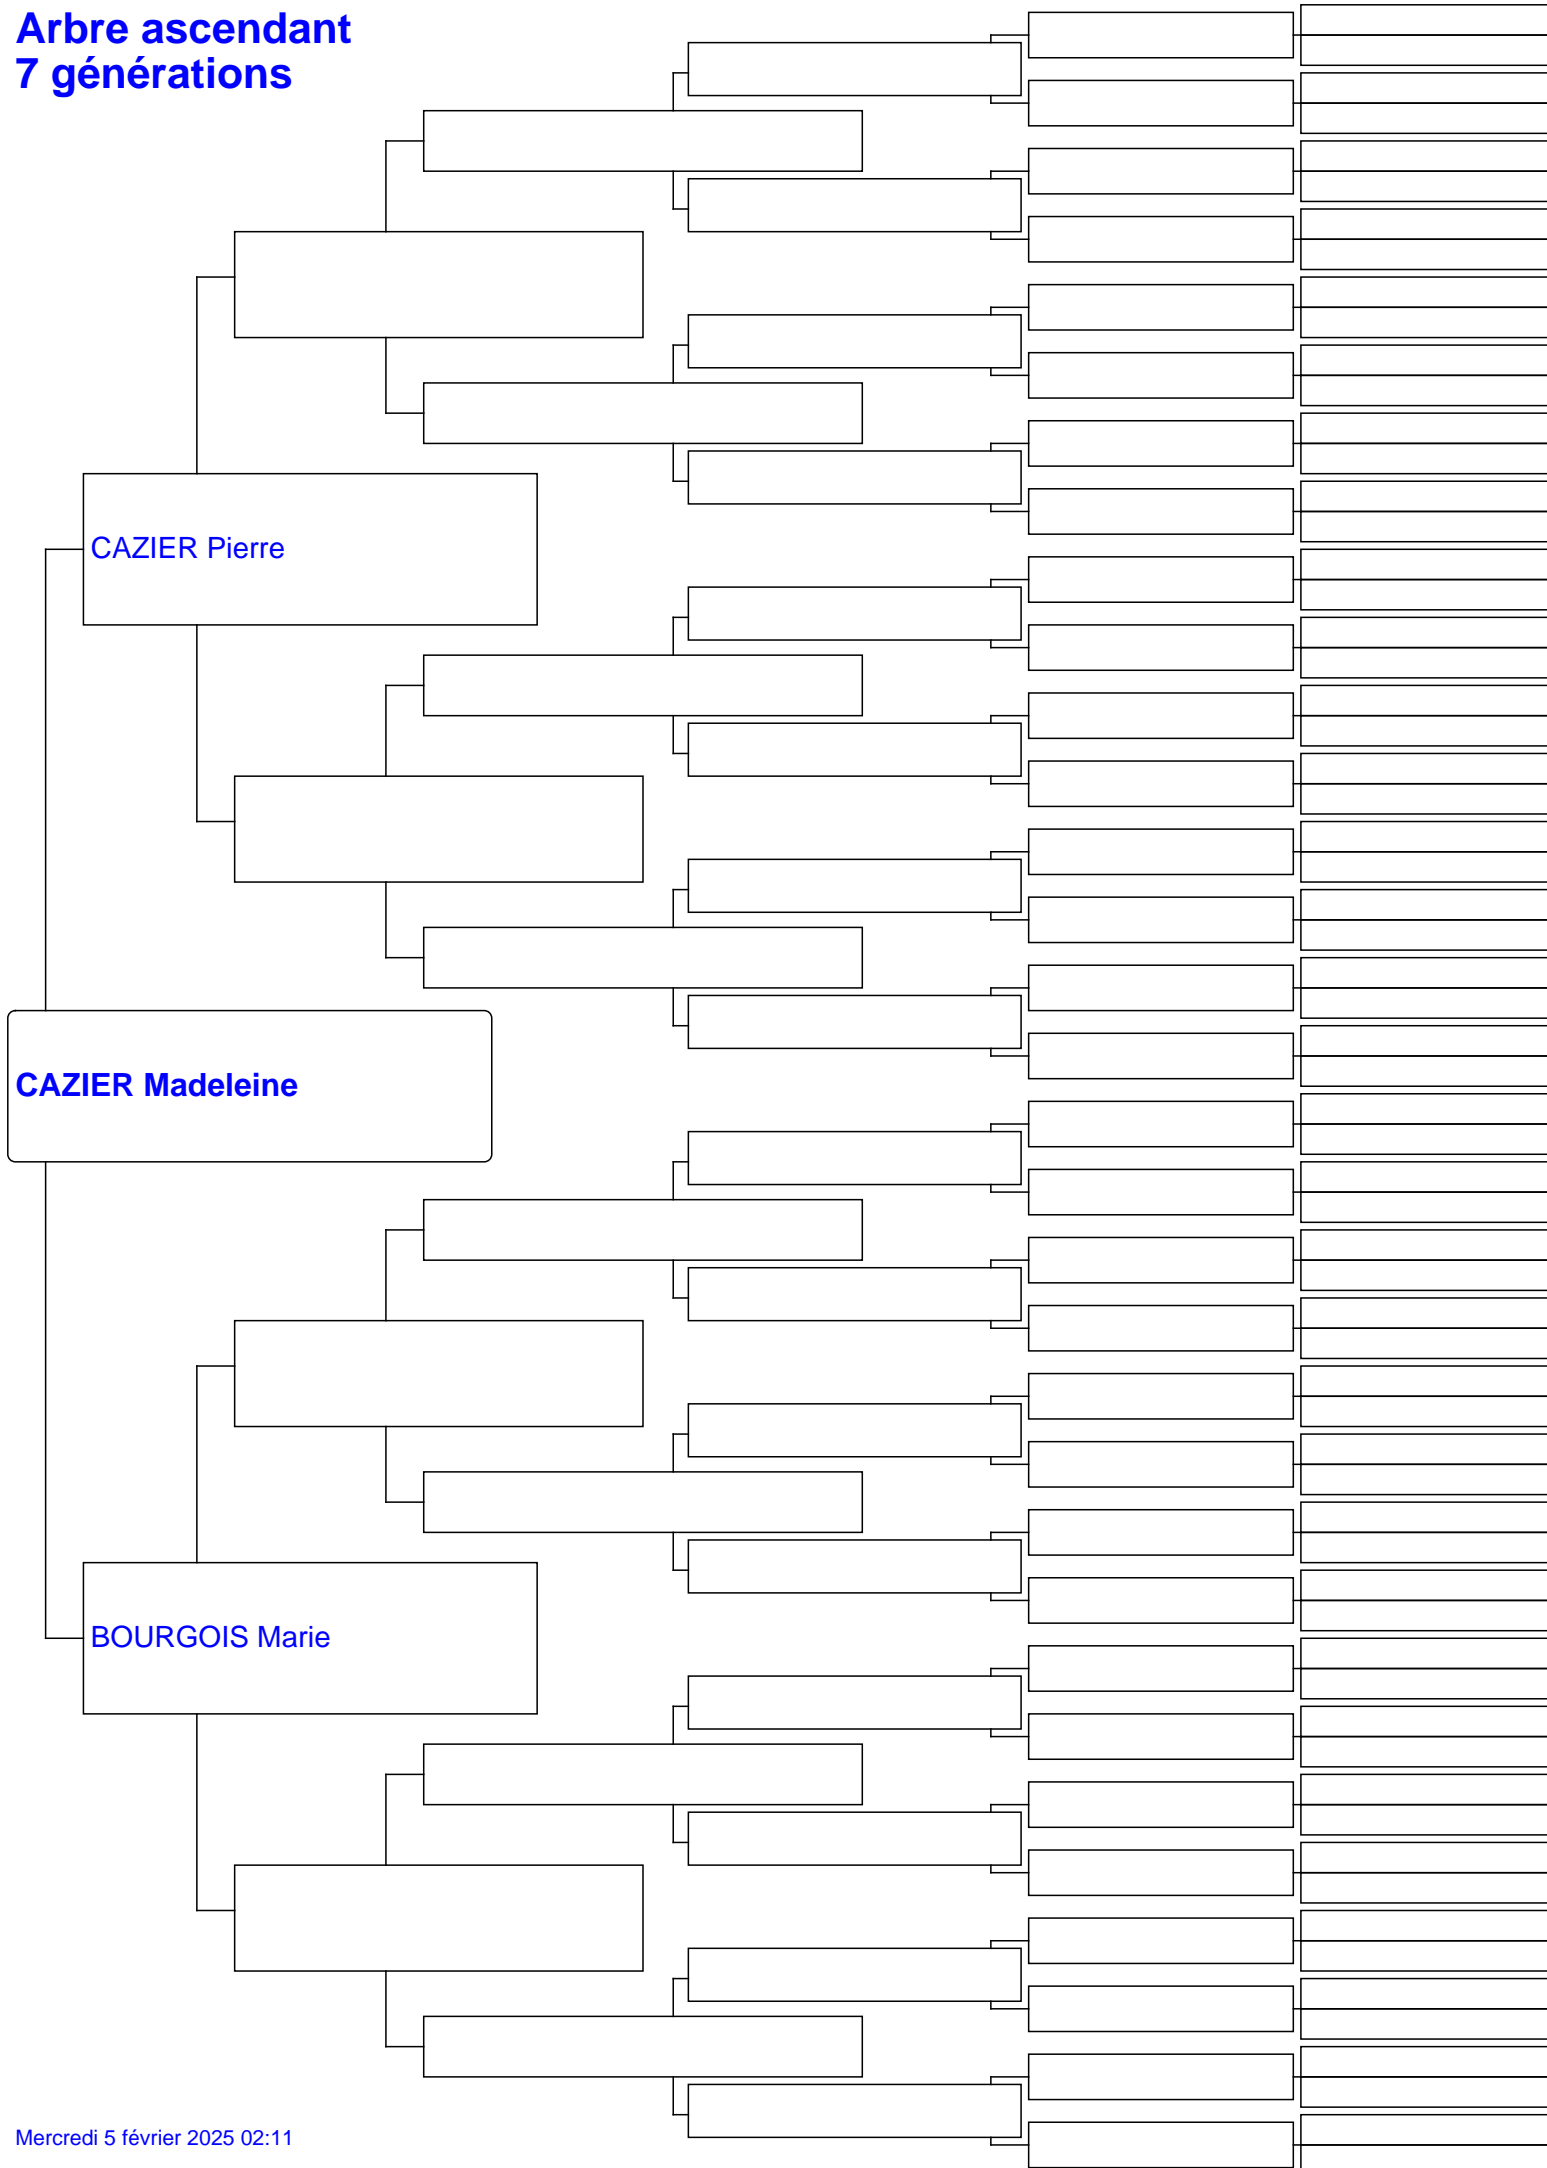 Arbre ascendant
7 générations
CAZIER Pierre
CAZIER Madeleine
BOURGOIS Marie
Mercredi 5 février 2025 02:11